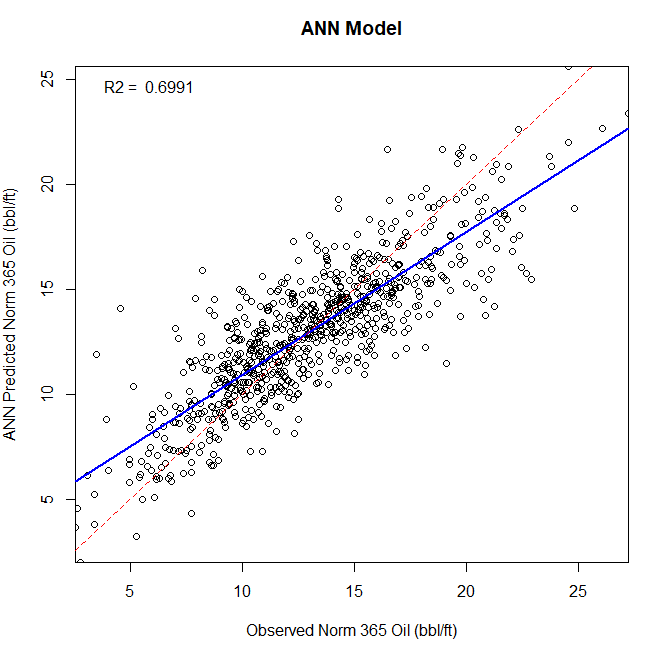 ANN Model
R2 = 0.6991
ANN Predicted Norm 365 Oil (bbl/ft)
25
20
15
10
5
5 10 15 20 25
Observed Norm 365 Oil (bbl/ft)